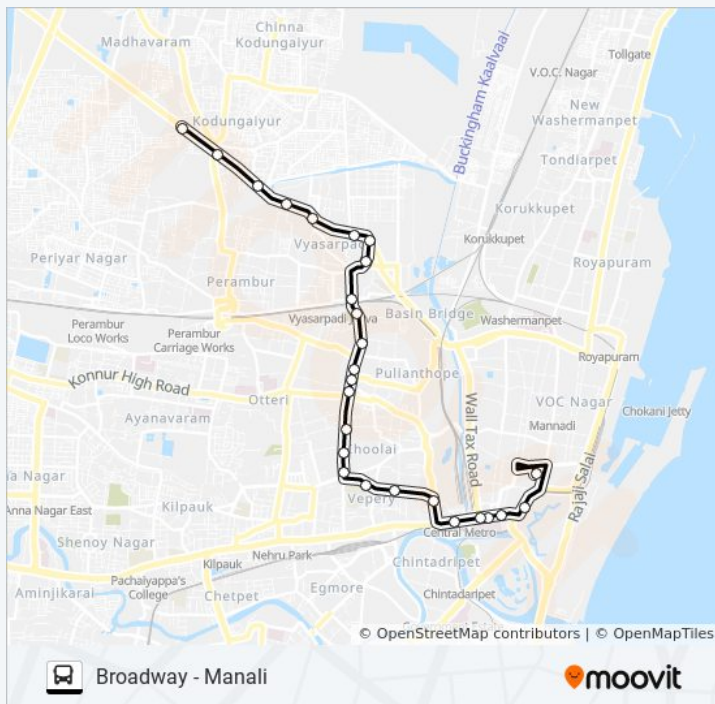 Chinna
Kodungaiyur
Madhavaram
Tollgate
V.O.C. Nagar
Kodungaiyur
New
Washermanpet
Buckingham Kaalvaai
Tondiarpet
Korukkupet
Vyasarpad
Korukkupet
Periyar Nagar
Royapuram
Perambur
Vyasarpadi Jeeva
Basin Bridge
Washermanpet
Perambur
Loco Works
Perambur
Carriage Works
Royapuram
Konnur High Road
Pulianthope
Otteri
VOC Nagar
Chokani Jetty
Ayanavaram
Wall Tax Road
Mannadi
Choolai
a Nagar
Kilpauk
Vepery
Rajaji Salai
Anna Nagar East
Shenoy Nagar
Central Metro
Nehru Park
Kilpauk
Chintadripet
Pachaiyappa's
College
Egmore
Aminjikarai
Chetpet
Chintadaripet
© OpenStreetMap contributors | © OpenMapTiles
Broadway - Manali
moovit